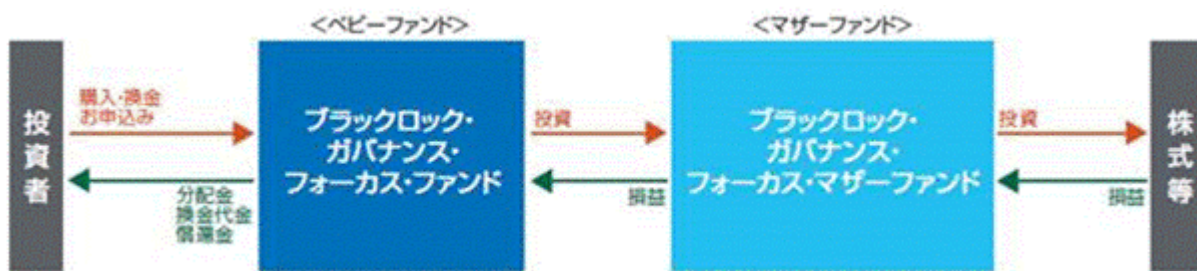 <ベビーファンド>
<マザーファンド>
投資者
購入・換金
お申込み
分配金
換金代金
償還金
ブラックロック・
ガバナンス・
フォーカス・ファンド
投資
損益
ブラックロック・
ガバナンス・
フォーカス・マザーファンド
投資
損益
株式等